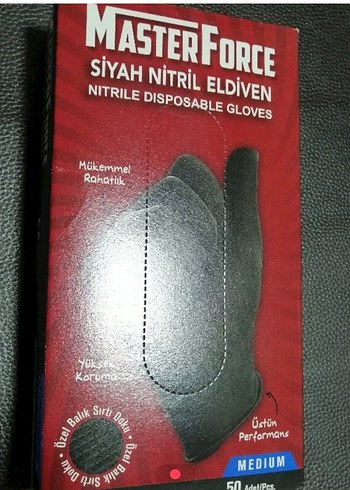 MASTERFORCE
SİYAH NİTRİL ELDİVEN
NITRILE DISPOSABLE GLOVES
Mükemmel
Rahatlık
Yüksek
Koruma
Üstün
Performans
Özel Balık Sırtı Doku • Özel Balık Sırtı Doku •
MEDIUM
50 Adet/Pcs.